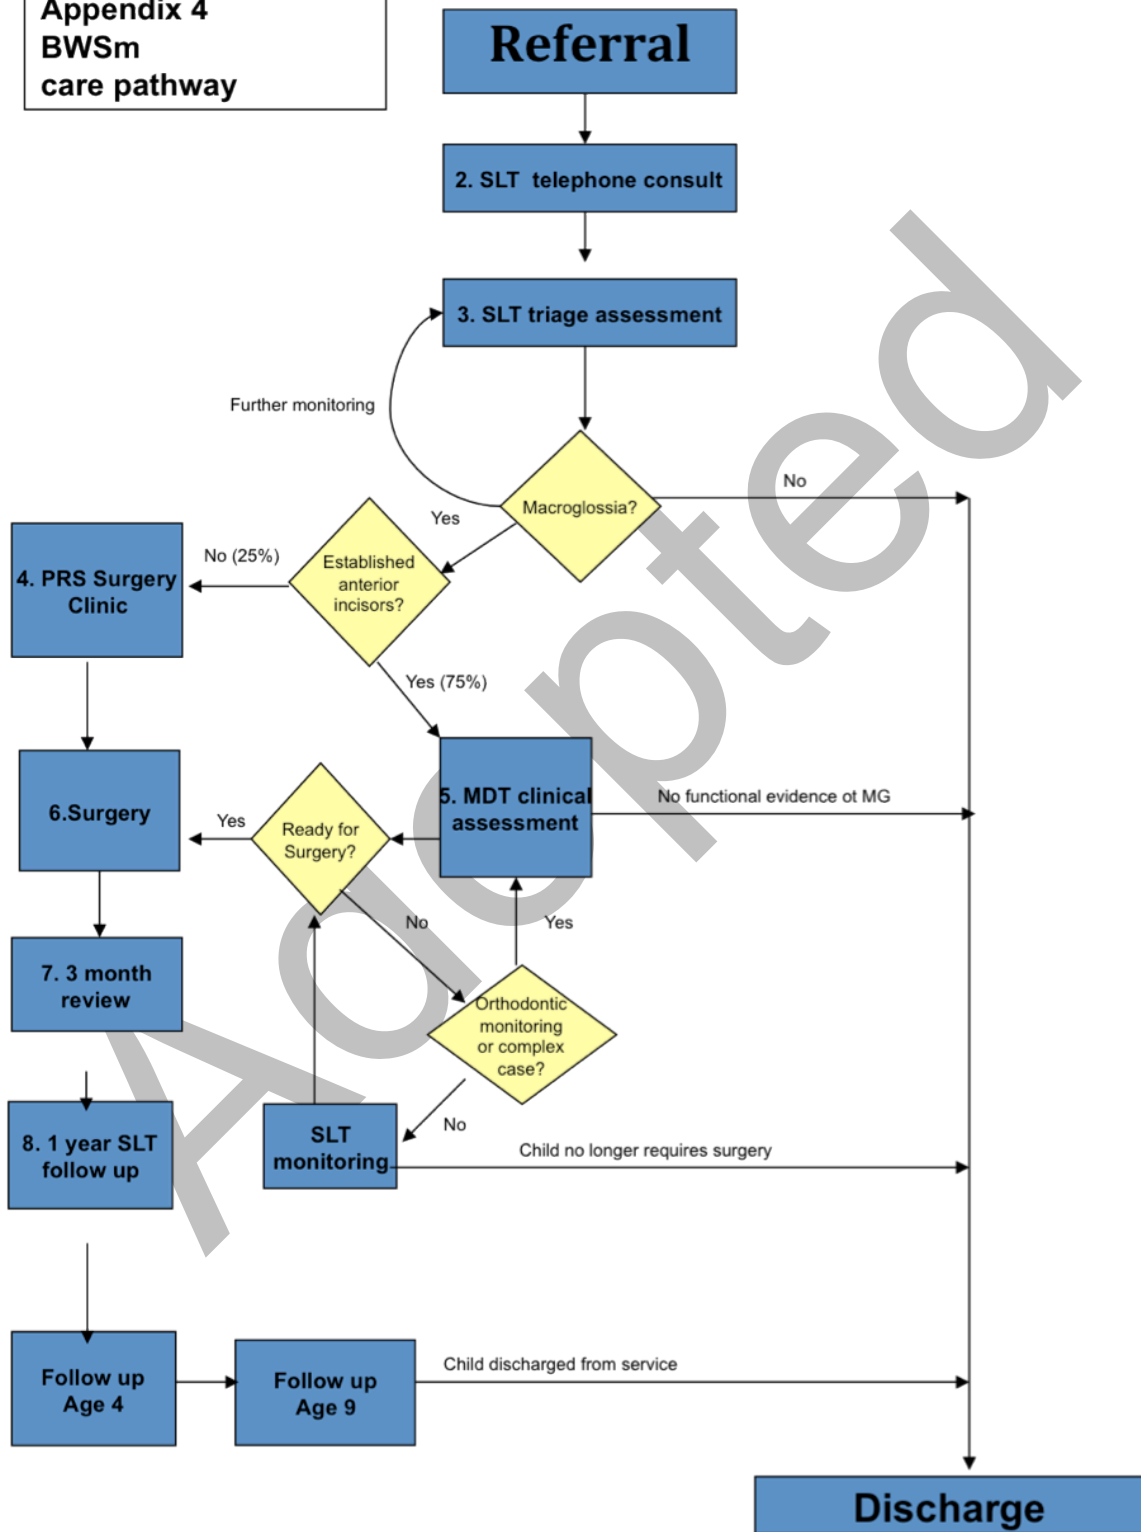 Appendix 4
BWSm
care pathway
Referral
2. SLT telephone consult
3. SLT triage assessment
Further monitoring
Macroglossia?
No
Yes
Established
anterior
incisors?
No (25%)
4. PRS Surgery
Clinic
Yes (75%)
5. MDT clinical
assessment
No functional evidence ot MG
Ready for
Surgery?
Yes
6.Surgery
No
Yes
Orthodontic
monitoring
or complex
case?
7. 3 month
review
No
SLT
monitoring
Child no longer requires surgery
8. 1 year SLT
follow up
Follow up
Age 4
Follow up
Age 9
Child discharged from service
Discharge
Adepted